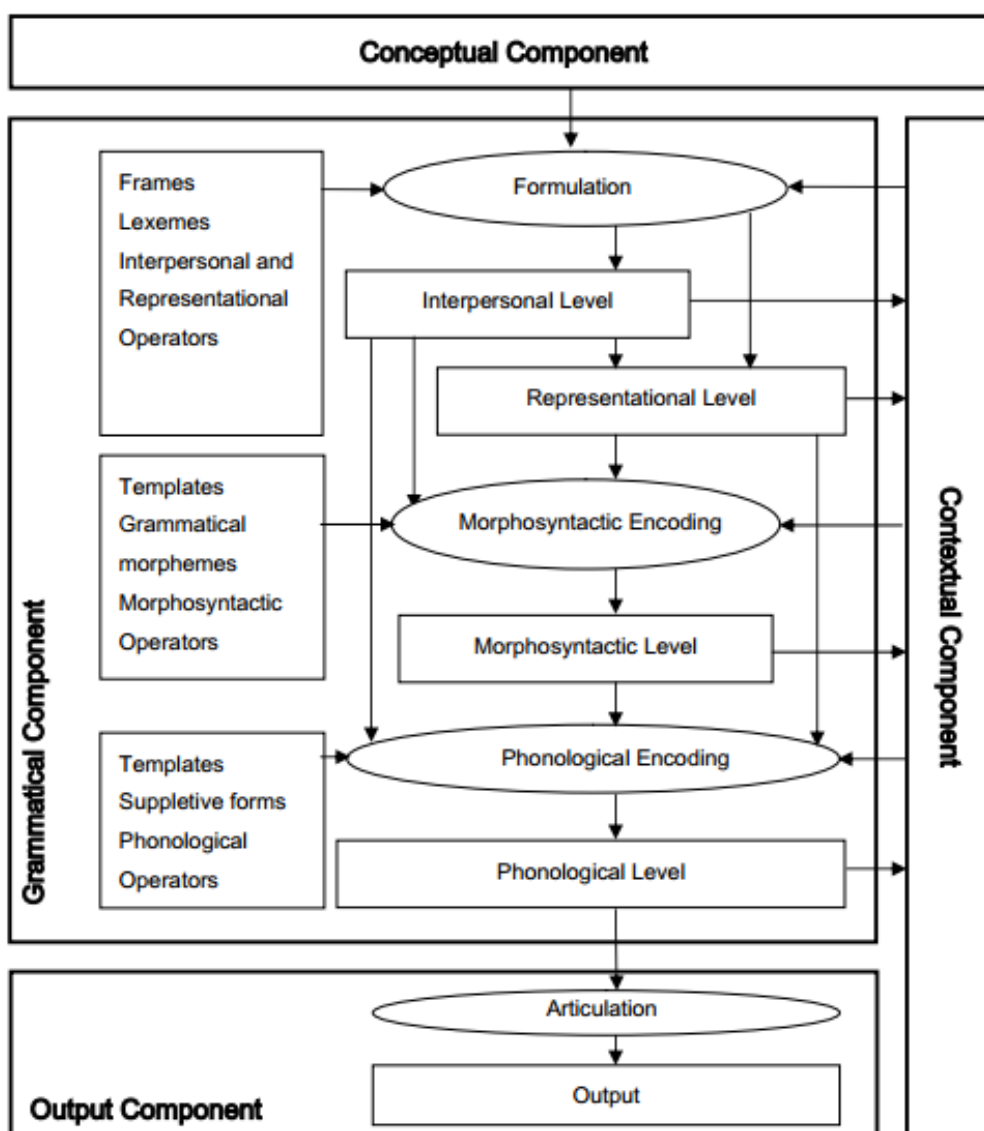 Conceptual Component
Frames
Lexemes
Interpersonal and
Representational
Operators
Formulation
Interpersonal Level
Representational Level
Templates
Grammatical
morphemes
Morphosyntactic
Operators
Morphosyntactic Encoding
Morphosyntactic Level
Templates
Suppletive forms
Phonological
Operators
Phonological Encoding
Phonological Level
Grammatical Component
Contextual Component
Articulation
Output
Output Component